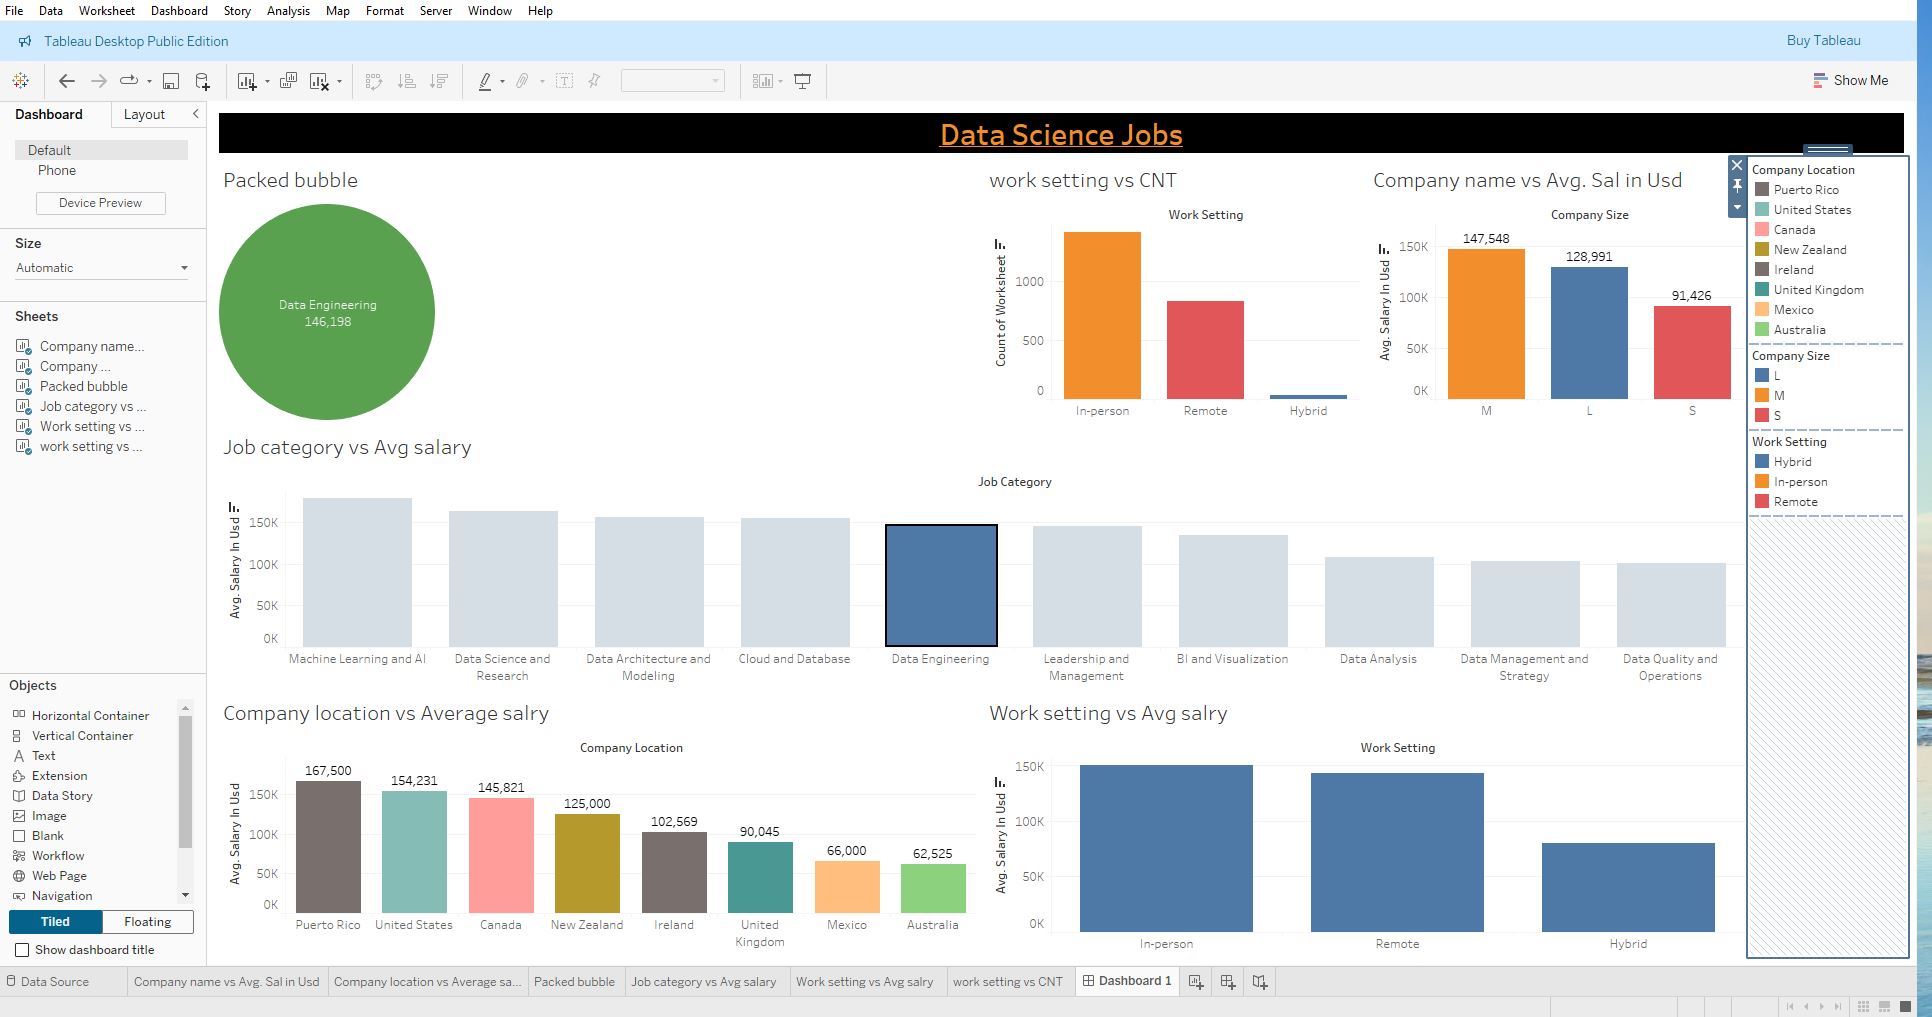 File Data Worksheet Dashboard Story Analysis Map Format Server Window Help
Tableau Desktop Public Edition
Buy Tableau
Show Me
Dashboard
Layout
Default
Phone
Device Preview
Size
Automatic
Sheets
Company name...
Company ...
Packed bubble
Job category vs ...
Work setting vs ...
work setting vs ...
Objects
Horizontal Container
Vertical Container
Text
Extension
Data Story
Image
Blank
Workflow
Web Page
Navigation
Tiled
Floating
Show dashboard title
Data Science Jobs
Packed bubble
Data Engineering
146,198
work setting vs CNT
Work Setting
Count of Worksheet
1000
500
0
In-person
Remote
Hybrid
Company name vs Avg. Sal in Usd
Company Size
Avg. Salary In Usd
150K
100K
50K
0K
147,548
128,991
91,426
M
L
S
Company Location
Puerto Rico
United States
Canada
New Zealand
Ireland
United Kingdom
Mexico
Australia
Company Size
L
M
S
Work Setting
Hybrid
In-person
Remote
Job category vs Avg salary
Job Category
Avg. Salary In Usd
150K
100K
50K
0K
Machine Learning and AI
Data Science and
Research
Data Architecture and
Modeling
Cloud and Database
Data Engineering
Leadership and
Management
BI and Visualization
Data Analysis
Data Management and
Strategy
Data Quality and
Operations
Company location vs Average salry
Company Location
Avg. Salary In Usd
150K
100K
50K
0K
167,500
154,231
145,821
125,000
102,569
90,045
66,000
62,525
Puerto Rico
United States
Canada
New Zealand
Ireland
United
Kingdom
Mexico
Australia
Work setting vs Avg salry
Work Setting
Avg. Salary In Usd
150K
100K
50K
0K
In-person
Remote
Hybrid
Data Source
Company name vs Avg. Sal in Usd
Company location vs Average sa...
Packed bubble
Job category vs Avg salary
Work setting vs Avg salry
work setting vs CNT
Dashboard 1